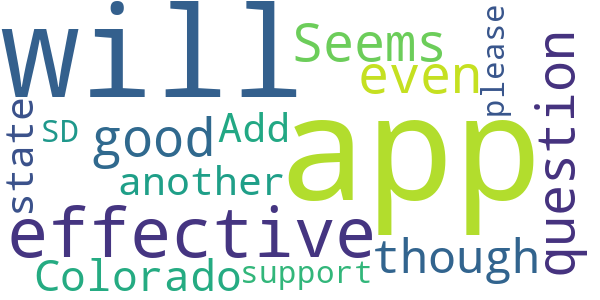 will
app
Seems
even
please
question
state
SD
good
Add
another
effective
though
Colorado
support